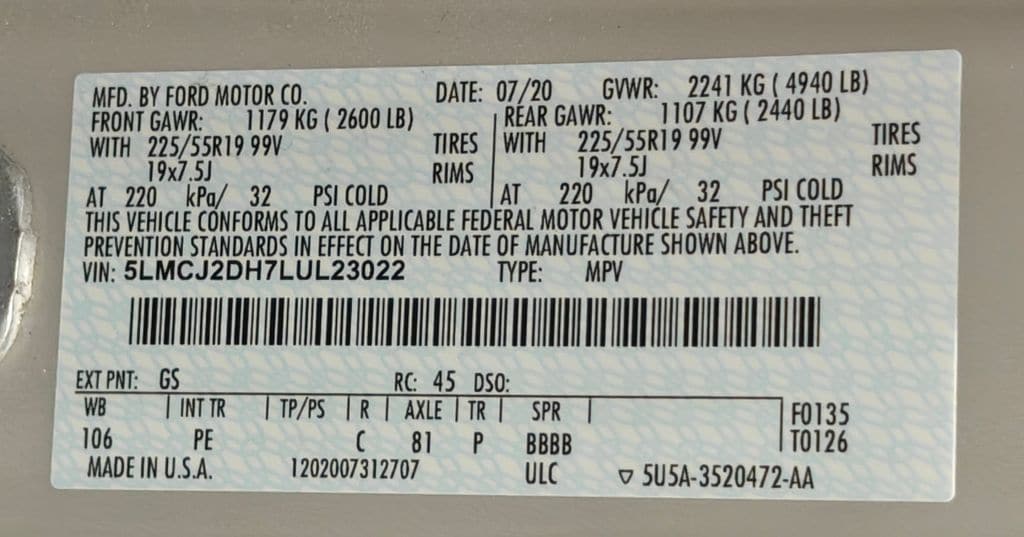 MFD. BY FORD MOTOR CO. DATE: 07/20 GVWR: 2241 KG ( 4940 LB)
FRONT GAWR: 1179 KG ( 2600 LB) REAR GAWR: 1107 KG ( 2440 LB)
WITH 225/55R19 99V TIRES WITH 225/55R19 99V TIRES
19x7.5J RIMS 19x7.5J RIMS
AT 220 kPa/ 32 PSI COLD AT 220 kPa/ 32 PSI COLD
THIS VEHICLE CONFORMS TO ALL APPLICABLE FEDERAL MOTOR VEHICLE SAFETY AND THEFT
PREVENTION STANDARDS IN EFFECT ON THE DATE OF MANUFACTURE SHOWN ABOVE.
VIN: 5LMCJ2DH7LUL23022 TYPE: MPV
EXT PNT: GS RC: 45 DSO:
WB | INT TR | TP/PS | R | AXLE | TR | SPR | F0135
106 PE C 81 P BBBB T0126
MADE IN U.S.A. 1202007312707 ULC ▽ 5U5A-3520472-AA